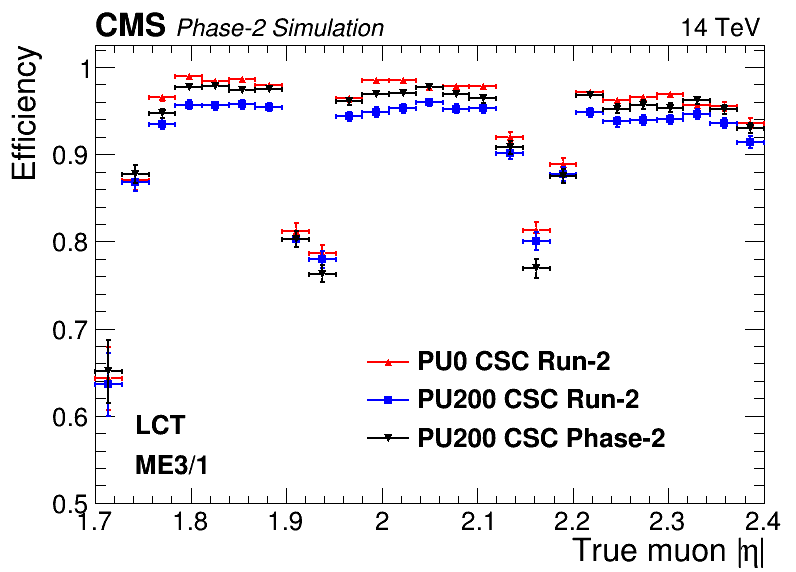 CMS Phase-2 Simulation 14 TeV
Efficiency
1
0.9
0.8
0.7
0.6
0.5
PU0 CSC Run-2
PU200 CSC Run-2
PU200 CSC Phase-2
LCT
ME3/1
1.7 1.8 1.9 2 2.1 2.2 2.3 2.4
True muon |η|